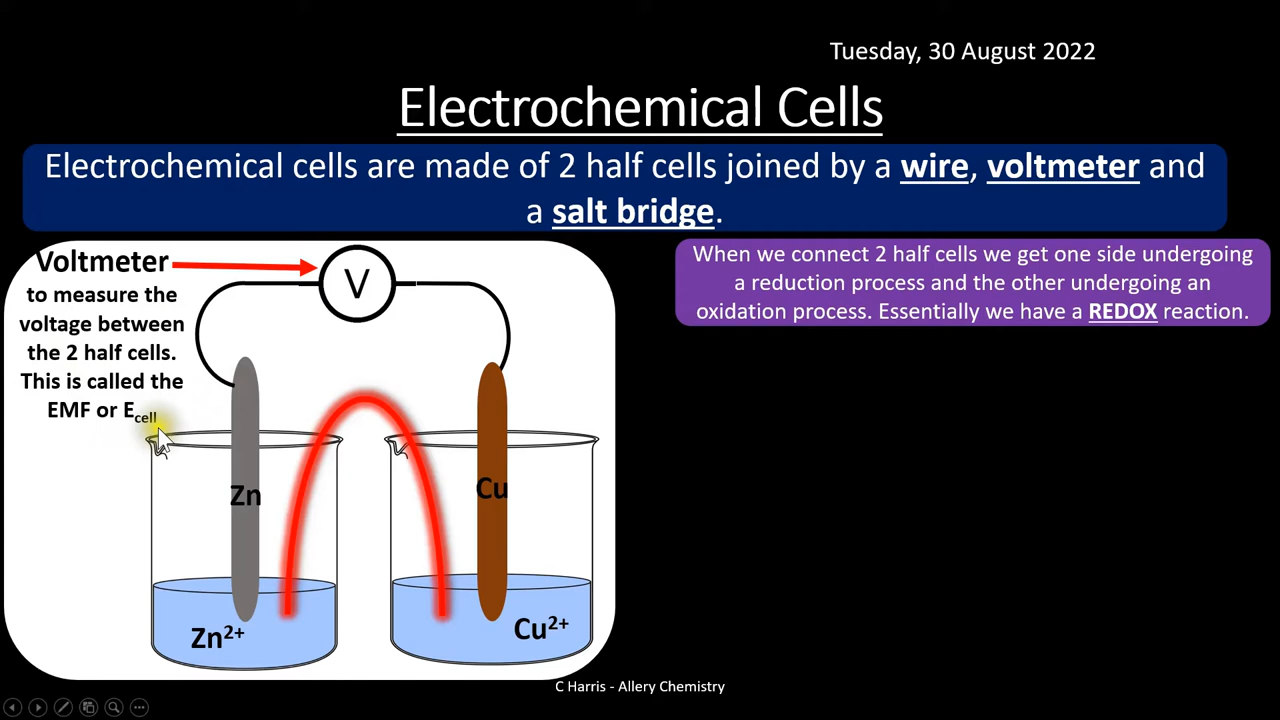 Tuesday, 30 August 2022
Electrochemical Cells
Electrochemical cells are made of 2 half cells joined by a wire, voltmeter and
a salt bridge.
Voltmeter
to measure the
voltage between
the 2 half cells.
This is called the
EMF or Ecell
V
Zn
Cu
Zn²⁺
Cu²⁺
When we connect 2 half cells we get one side undergoing
a reduction process and the other undergoing an
oxidation process. Essentially we have a REDOX reaction.
C Harris - Allery Chemistry